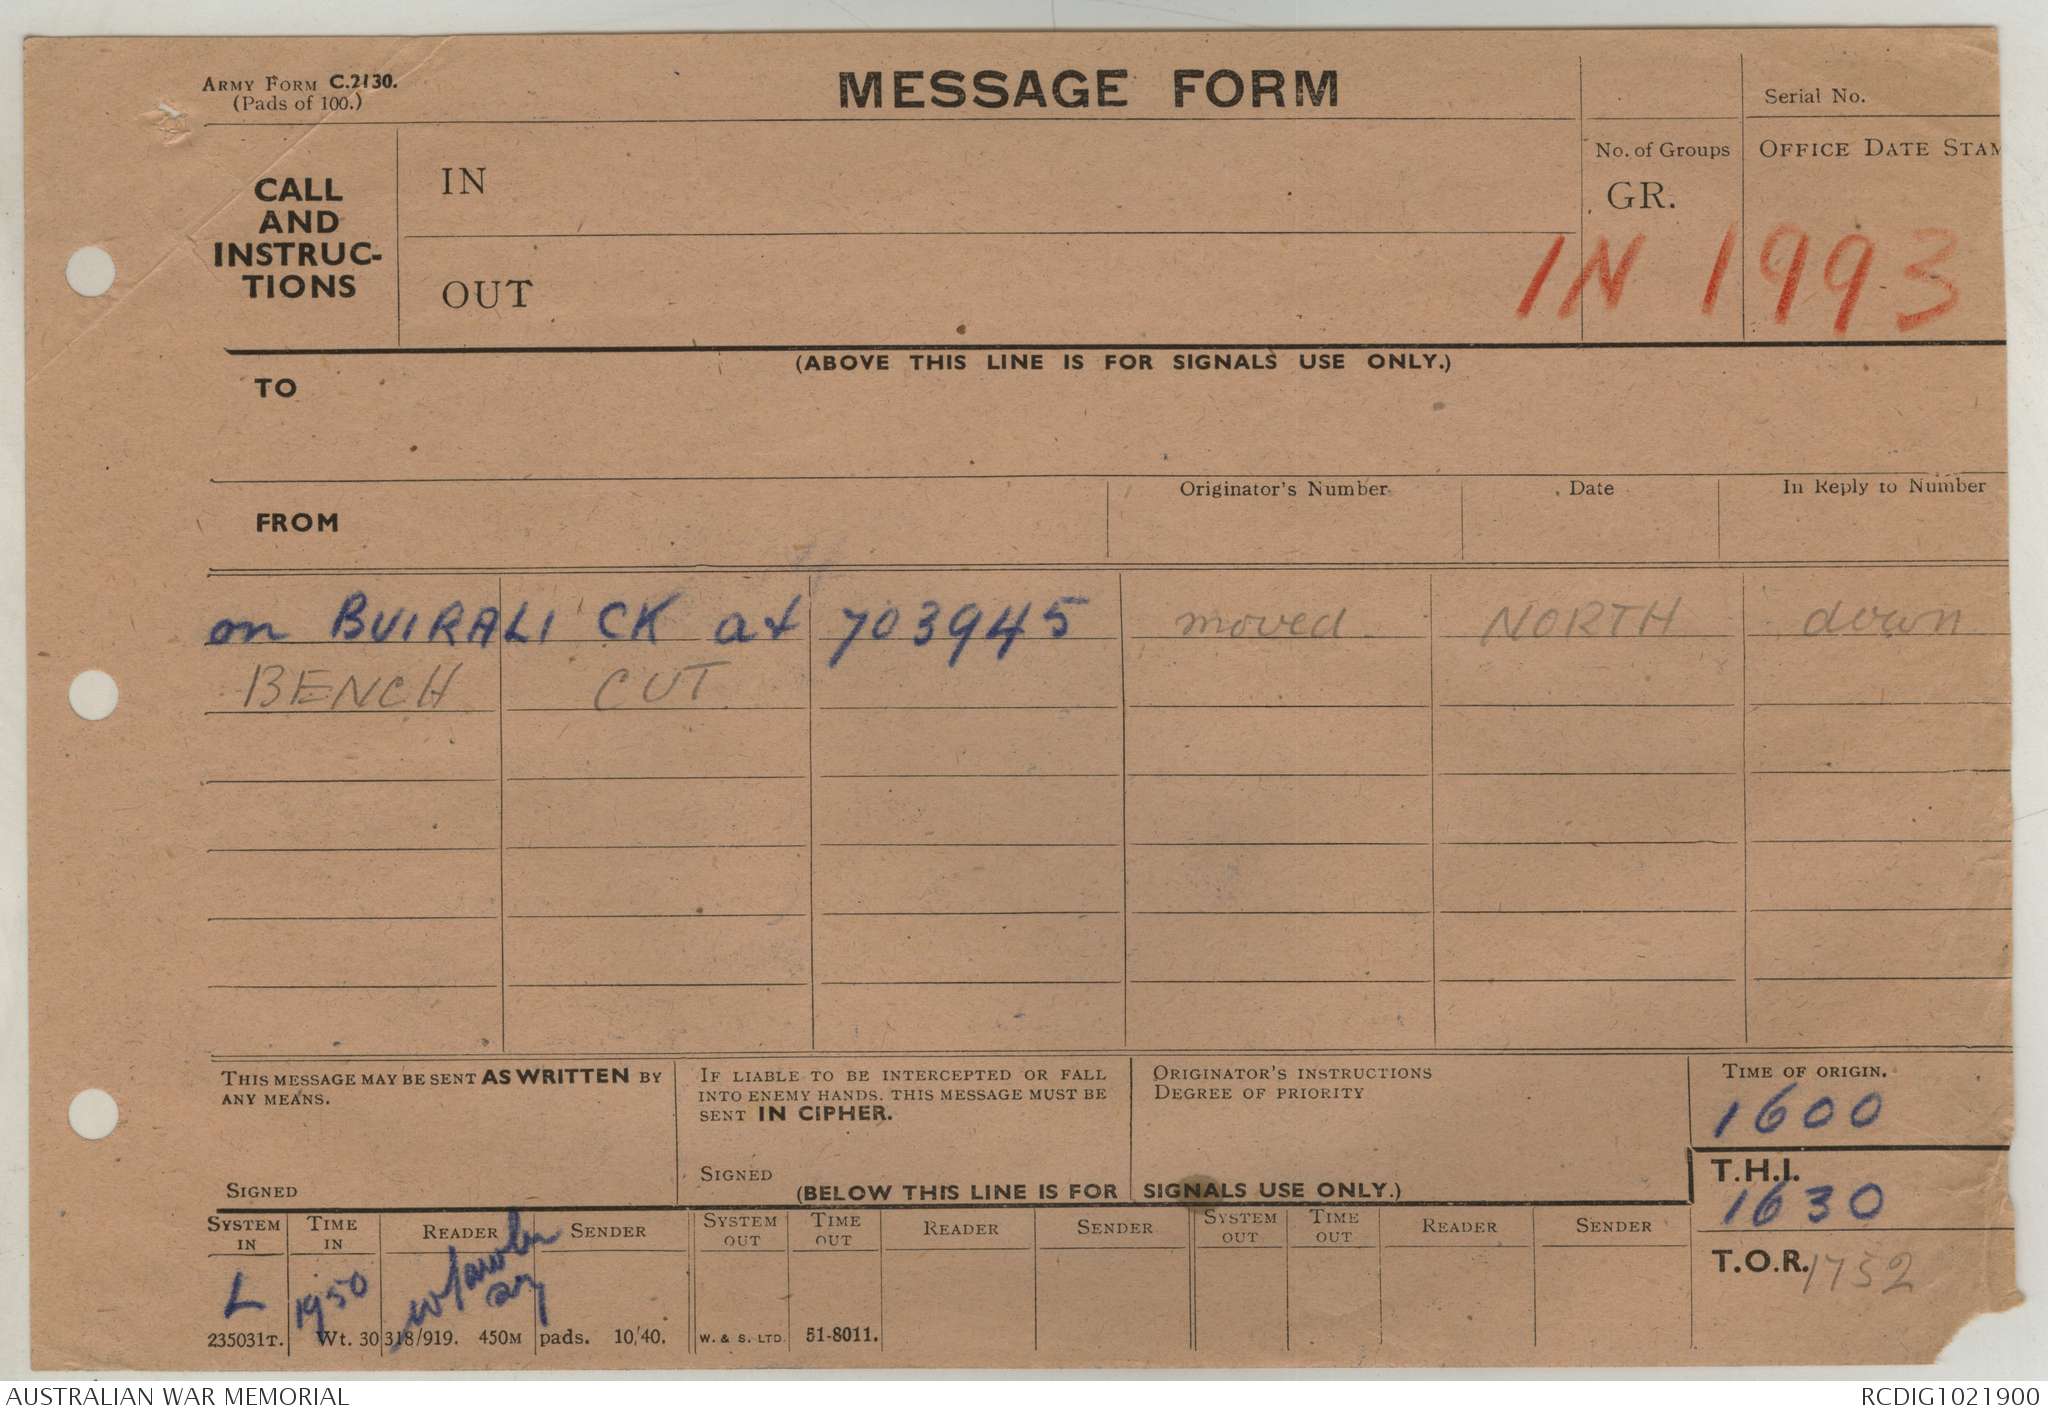 ARMY FORM C.2130.
(Pads of 100.)
MESSAGE FORM
Serial No.
CALL
AND
INSTRUC-
TIONS
IN
OUT
No. of Groups
GR.
OFFICE DATE STAM
IN 1993
(ABOVE THIS LINE IS FOR SIGNALS USE ONLY.)
TO
FROM
Originator's Number
Date
In Reply to Number
on BUIRALI CK at 703945 moved NORTH down
BENCH CUT
THIS MESSAGE MAY BE SENT AS WRITTEN BY
ANY MEANS.
SIGNED
IF LIABLE TO BE INTERCEPTED OR FALL
INTO ENEMY HANDS. THIS MESSAGE MUST BE
SENT IN CIPHER.
SIGNED
ORIGINATOR'S INSTRUCTIONS
DEGREE OF PRIORITY
TIME OF ORIGIN.
1600
T.H.I.
1630
T.O.R. 1752
(BELOW THIS LINE IS FOR SIGNALS USE ONLY.)
SYSTEM IN TIME IN READER SENDER SYSTEM OUT TIME OUT READER SENDER SYSTEM OUT TIME OUT READER SENDER
L 1950
235031T. Wt. 30318/919. 450M pads. 10/40. W. & S. LTD. 51-8011.
AUSTRALIAN WAR MEMORIAL
RCDIG1021900